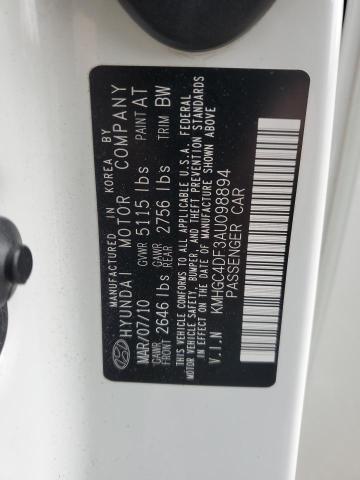 MANUFACTURED IN KOREA BY
HYUNDAI MOTOR COMPANY
MAR/07/10 GVWR 5115 lbs PAINT AT
GAWR FRONT 2646 lbs GAWR REAR 2756 lbs TRIM BW
THIS VEHICLE CONFORMS TO ALL APPLICABLE U.S.A. FEDERAL
MOTOR VEHICLE SAFETY, BUMPER, AND THEFT PREVENTION STANDARDS
IN EFFECT ON THE DATE OF MANUFACTURE SHOWN ABOVE.
V.I.N KMHGC4DF3AU098894
PASSENGER CAR